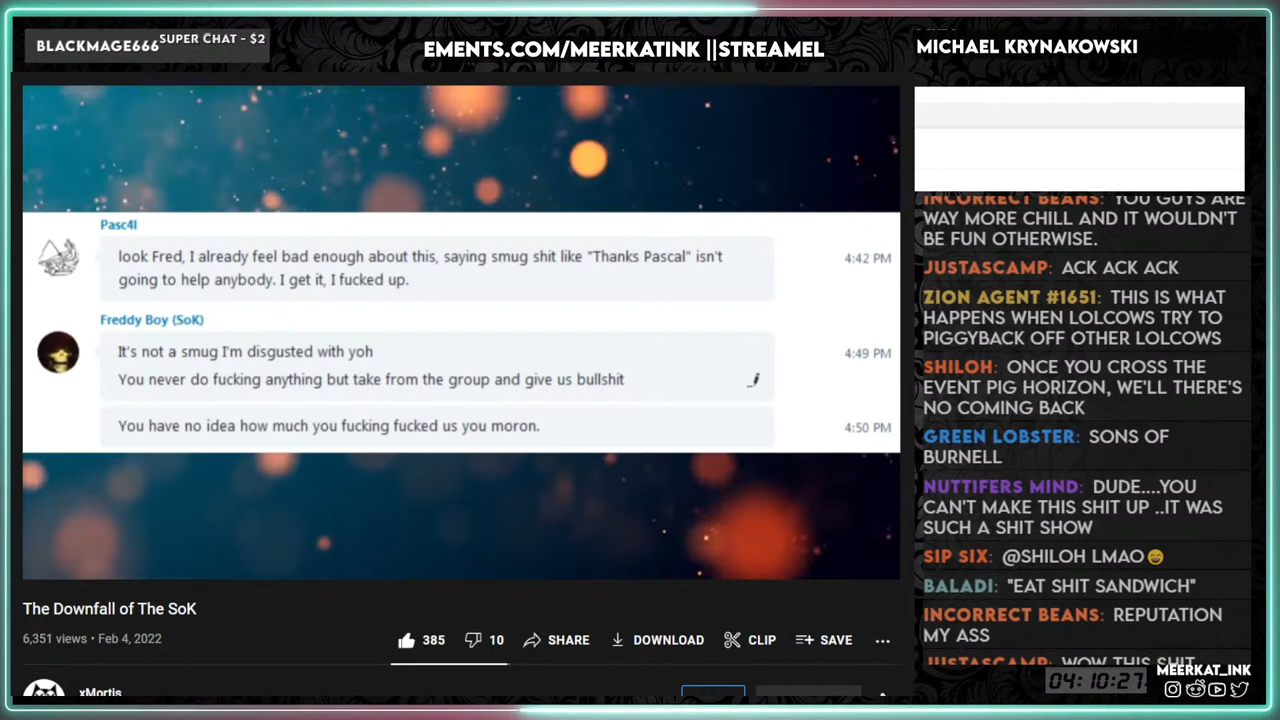 BLACKMAGE666 SUPER CHAT - $2
EMENTS.COM/MEERKATINK ||STREAMEL
MICHAEL KRYNAKOWSKI
Pasc4l
look Fred, I already feel bad enough about this, saying smug shit like "Thanks Pascal" isn't
going to help anybody. I get it, I fucked up.
4:42 PM
Freddy Boy (SoK)
It's not a smug I'm disgusted with yoh
4:49 PM
You never do fucking anything but take from the group and give us bullshit
You have no idea how much you fucking fucked us you moron.
4:50 PM
The Downfall of The SoK
6,351 views • Feb 4, 2022
385
10
SHARE
DOWNLOAD
CLIP
SAVE
xMortis
INCORRECT BEANS: YOU GUYS ARE
WAY MORE CHILL AND IT WOULDN'T
BE FUN OTHERWISE.
JUSTASCAMP: ACK ACK ACK
ZION AGENT #1651: THIS IS WHAT
HAPPENS WHEN LOLCOWS TRY TO
PIGGYBACK OFF OTHER LOLCOWS
SHILOH: ONCE YOU CROSS THE
EVENT PIG HORIZON, WE'LL THERE'S
NO COMING BACK
GREEN LOBSTER: SONS OF
BURNELL
NUTTIFERS MIND: DUDE....YOU
CAN'T MAKE THIS SHIT UP ..IT WAS
SUCH A SHIT SHOW
SIP SIX: @SHILOH LMAO😄
BALADI: "EAT SHIT SANDWICH"
INCORRECT BEANS: REPUTATION
MY ASS
JUSTASCAMP: WOW THIS SHIT
04:10:27
MEERKAT_INK